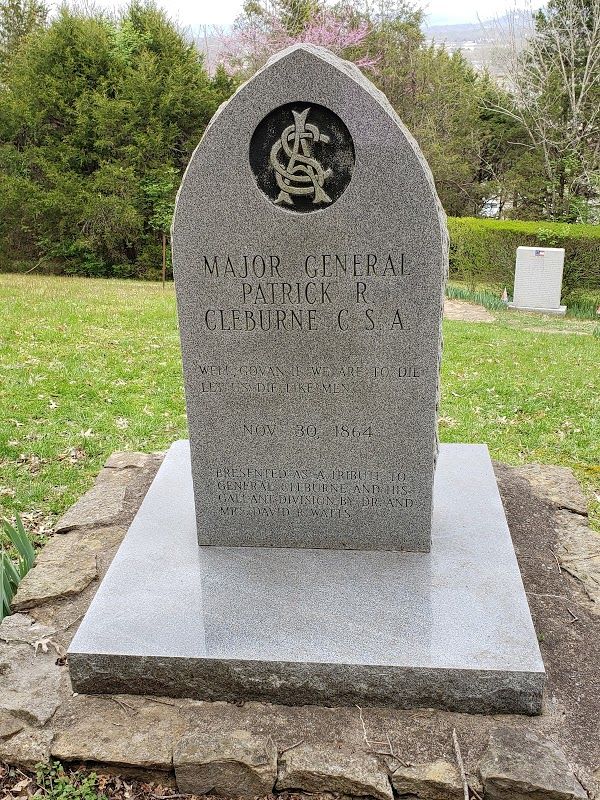 CSA
MAJOR GENERAL
PATRICK R.
CLEBURNE C.S.A.
WELL, GOVAN, IF WE ARE TO DIE
LET US DIE LIKE MEN.
NOV. 30, 1864
PRESENTED AS A TRIBUTE TO
GENERAL CLEBURNE AND HIS
GALLANT DIVISION BY DR. AND
MRS. DAVID J. WATTS